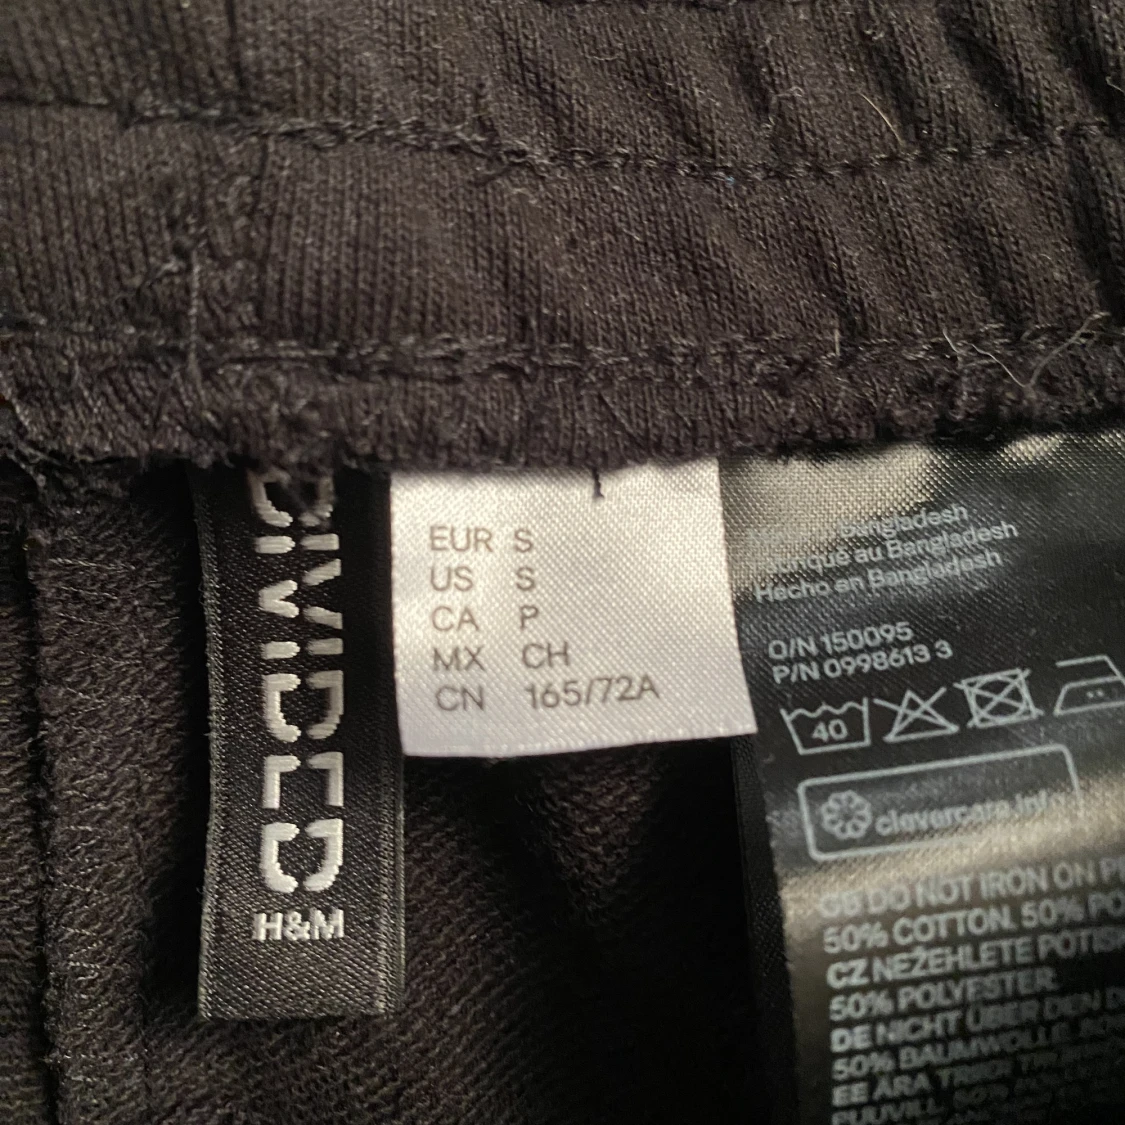 DIVIDED
H&M
EUR S
US S
CA P
MX CH
CN 165/72A
Bangladesh
au Bangladesh
Hecho en Bangladesh
O/N 150095
P/N 0998613 3
40
clevercare.info
GB DO NOT IRON ON
50% COTTON. 50%
CZ NEŽEHLETE POTISK
50% POLYESTER.
DE NICHT ÜBER DEN
50% BAUMWOLLE.
EE ÄRA
PUUVILL.